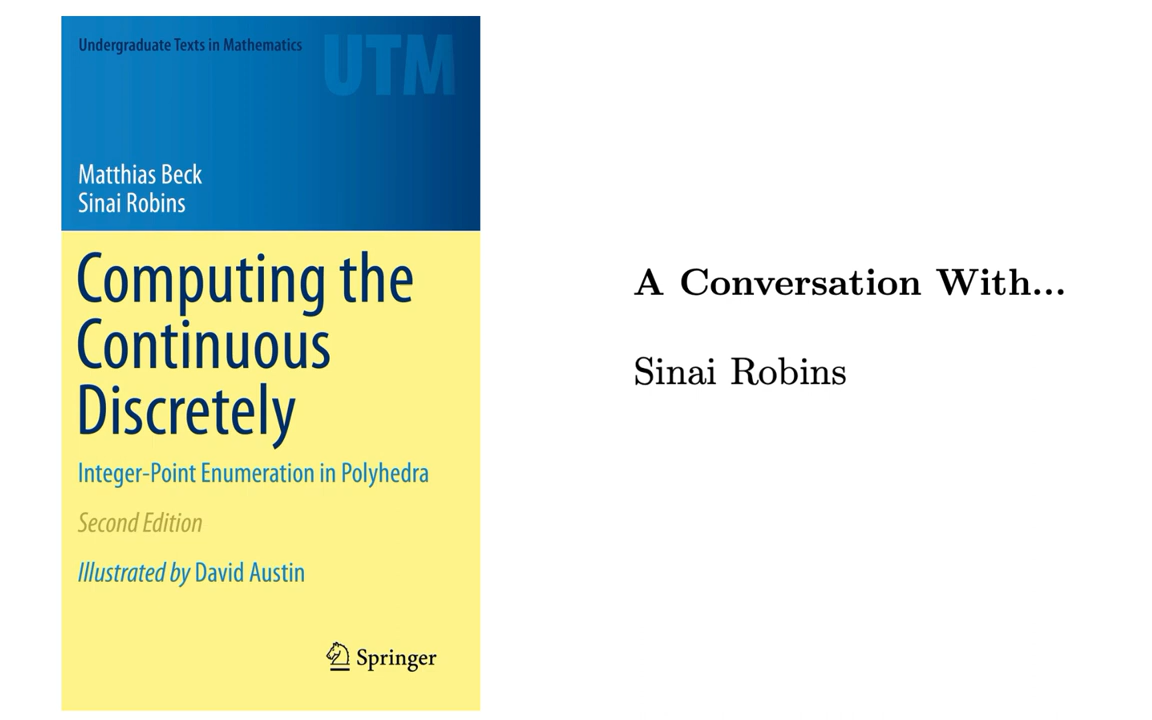 Undergraduate Texts in Mathematics
UTM
Matthias Beck
Sinai Robins
Computing the
Continuous
Discretely
Integer-Point Enumeration in Polyhedra
Second Edition
Illustrated by David Austin
Springer
A Conversation With...
Sinai Robins